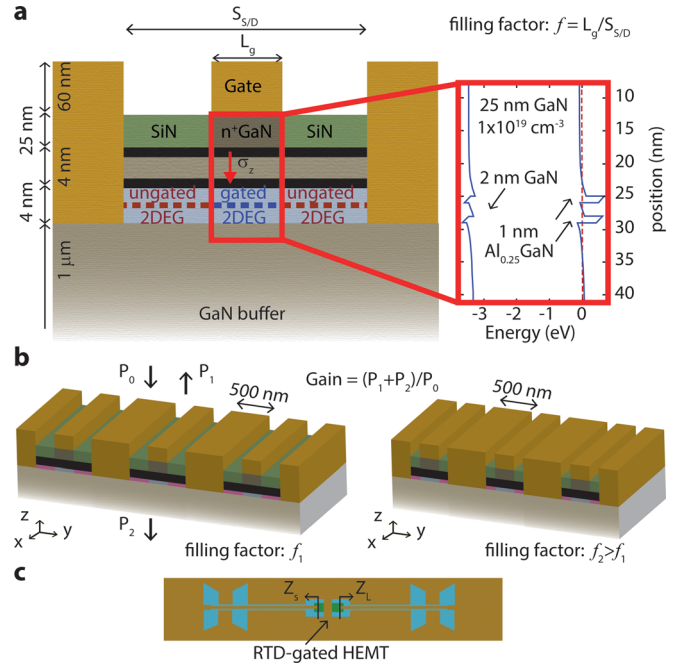 a
S_S/D
L_g
filling factor: f = L_g/S_S/D
60 nm
Gate
25 nm
SiN
n⁺GaN
SiN
4 nm
σ_z
4 nm
ungated
gated
ungated
2DEG
2DEG
2DEG
1 μm
GaN buffer
25 nm GaN
1x10¹⁹ cm⁻³
2 nm GaN
1 nm
Al₀.₂₅GaN
10
20
25
30
40
position (nm)
-3
-2
-1
0
Energy (eV)
b
P₀
P₁
500 nm
Gain = (P₁+P₂)/P₀
500 nm
P₂
z
x
y
filling factor: f₁
z
x
y
filling factor: f₂>f₁
c
Z_s
Z_L
RTD-gated HEMT